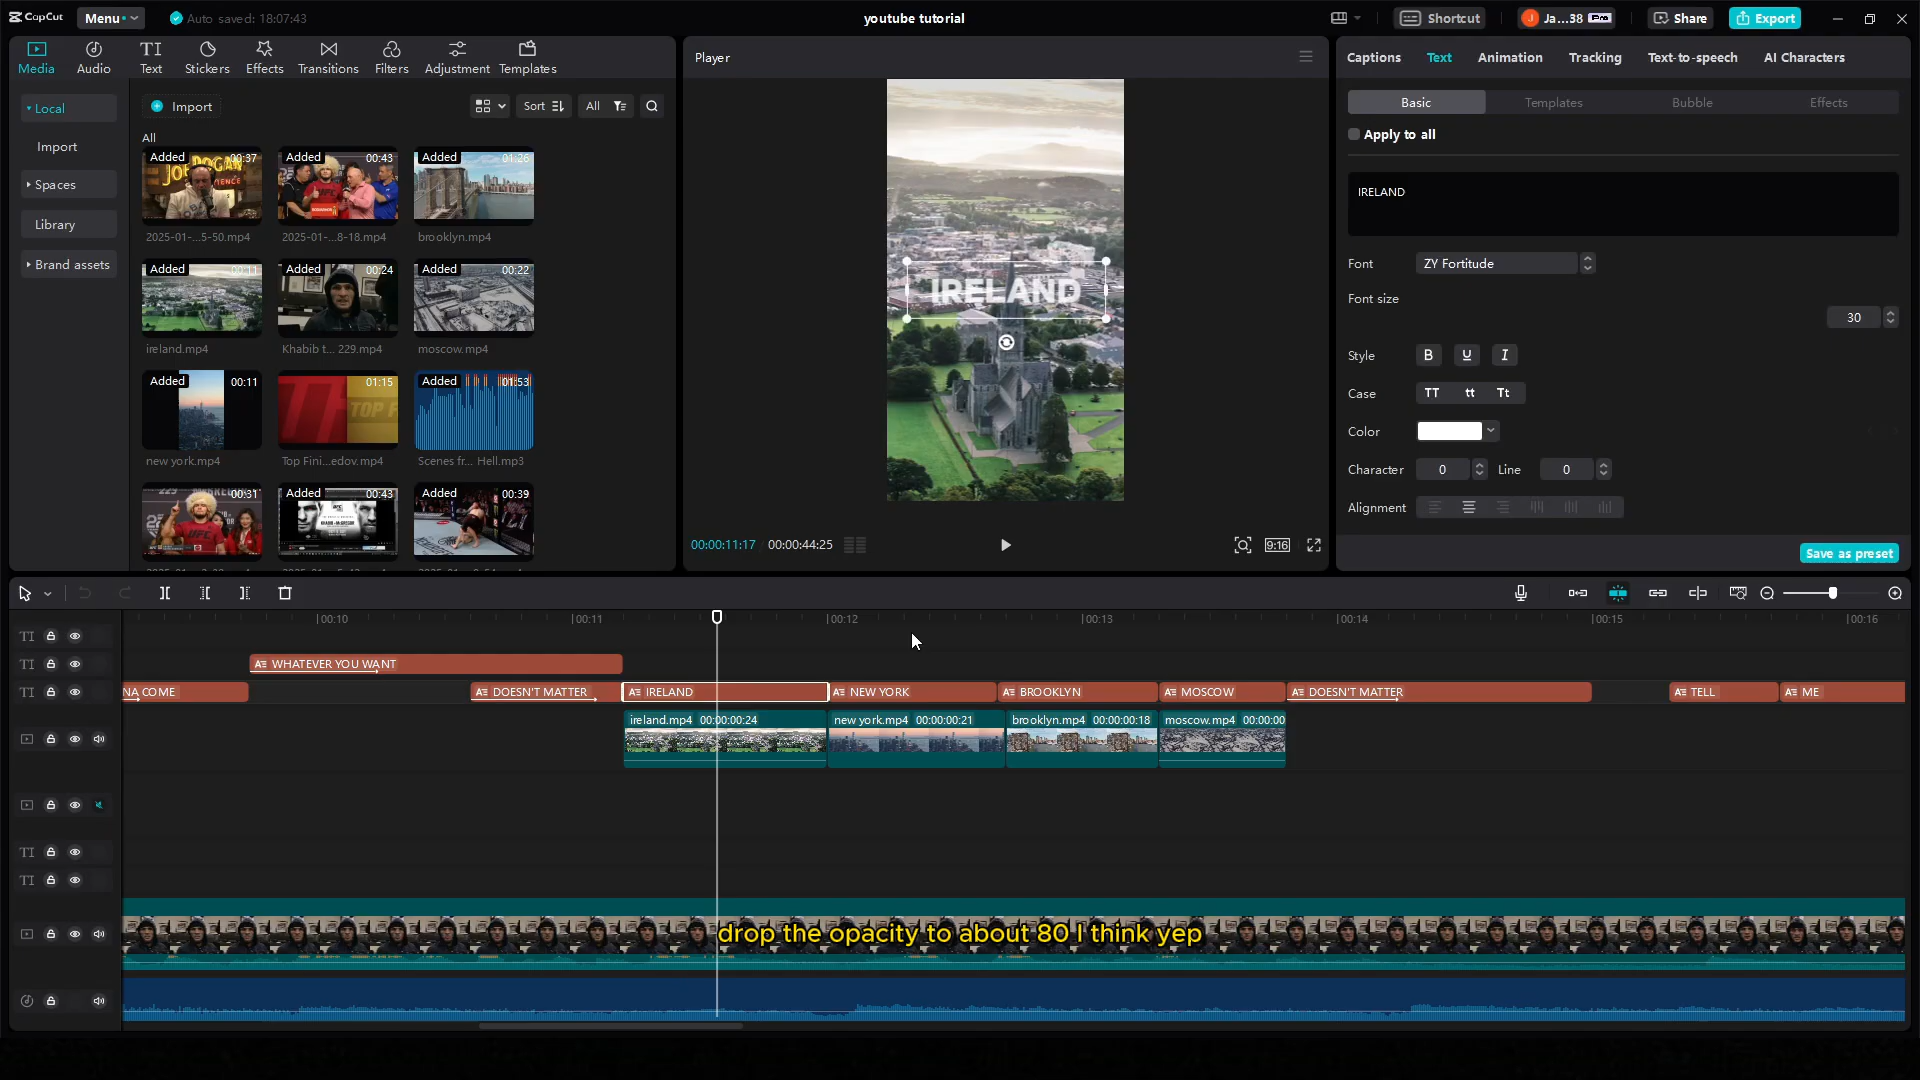 CapCut
Menu
Auto saved: 18:07:43
youtube tutorial
Shortcut
Ja...38
Pro
Share
Export
Media
Audio
Text
Stickers
Effects
Transitions
Filters
Adjustment
Templates
Player
Captions
Text
Animation
Tracking
Text-to-speech
AI Characters
Local
Import
Spaces
Library
Brand assets
Import
Sort
All
All
Added
00:37
2025-01-...5-50.mp4
Added
00:43
2025-01-...8-18.mp4
Added
01:26
brooklyn.mp4
Added
00:11
ireland.mp4
Added
00:24
Khabib t... 229.mp4
Added
00:22
moscow.mp4
Added
00:11
new york.mp4
01:15
Top Fini...edov.mp4
Added
01:53
Scenes fr... Hell.mp3
00:31
Added
00:43
Added
00:39
IRELAND
00:00:11:17
00:00:44:25
9:16
Basic
Templates
Bubble
Effects
Apply to all
IRELAND
Font
ZY Fortitude
Font size
30
Style
B
U
I
Case
TT
tt
Tt
Color
Character
0
Line
0
Alignment
Save as preset
00:10
00:11
00:12
00:13
00:14
00:15
00:16
WHATEVER YOU WANT
NA COME
DOESN'T MATTER
IRELAND
NEW YORK
BROOKLYN
MOSCOW
DOESN'T MATTER
TELL
ME
ireland.mp4 00:00:00:24
new york.mp4 00:00:00:21
brooklyn.mp4 00:00:00:18
moscow.mp4 00:00:00
drop the opacity to about 80 I think yep